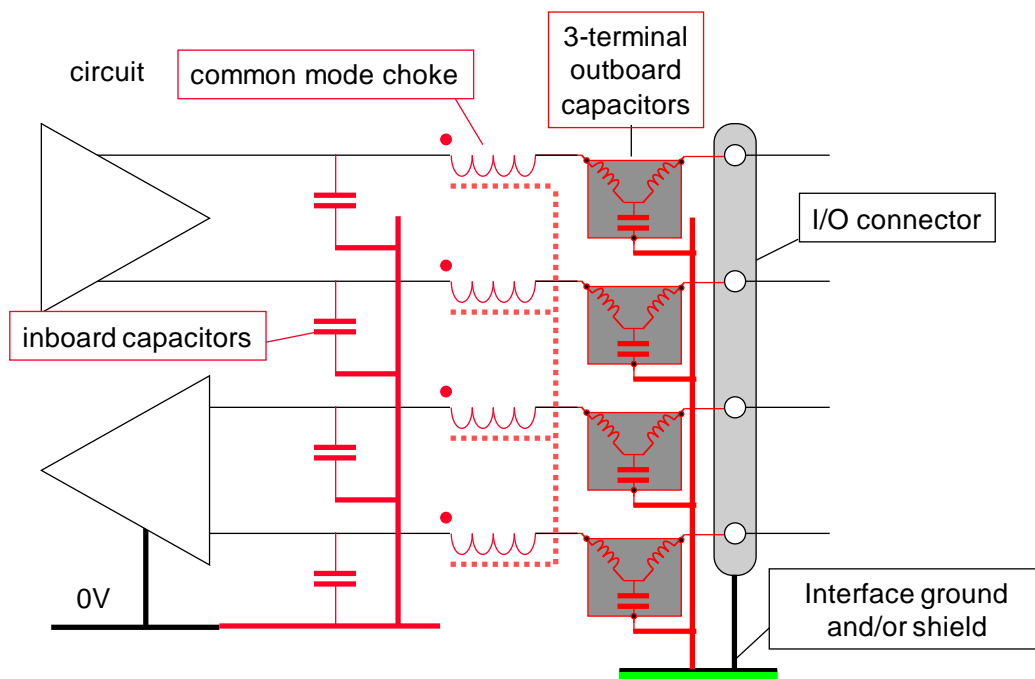 3-terminal
outboard
capacitors
circuit
common mode choke
I/O connector
inboard capacitors
0V
Interface ground
and/or shield